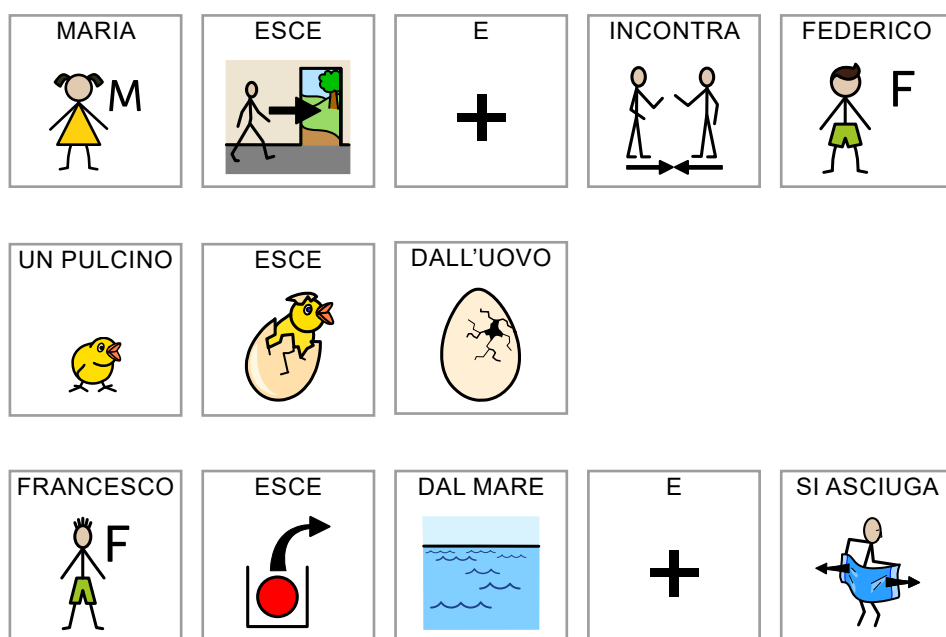 MARIA ESCE E INCONTRA FEDERICO
M F
UN PULCINO ESCE DALL'UOVO
FRANCESCO ESCE DAL MARE E SI ASCIUGA
F